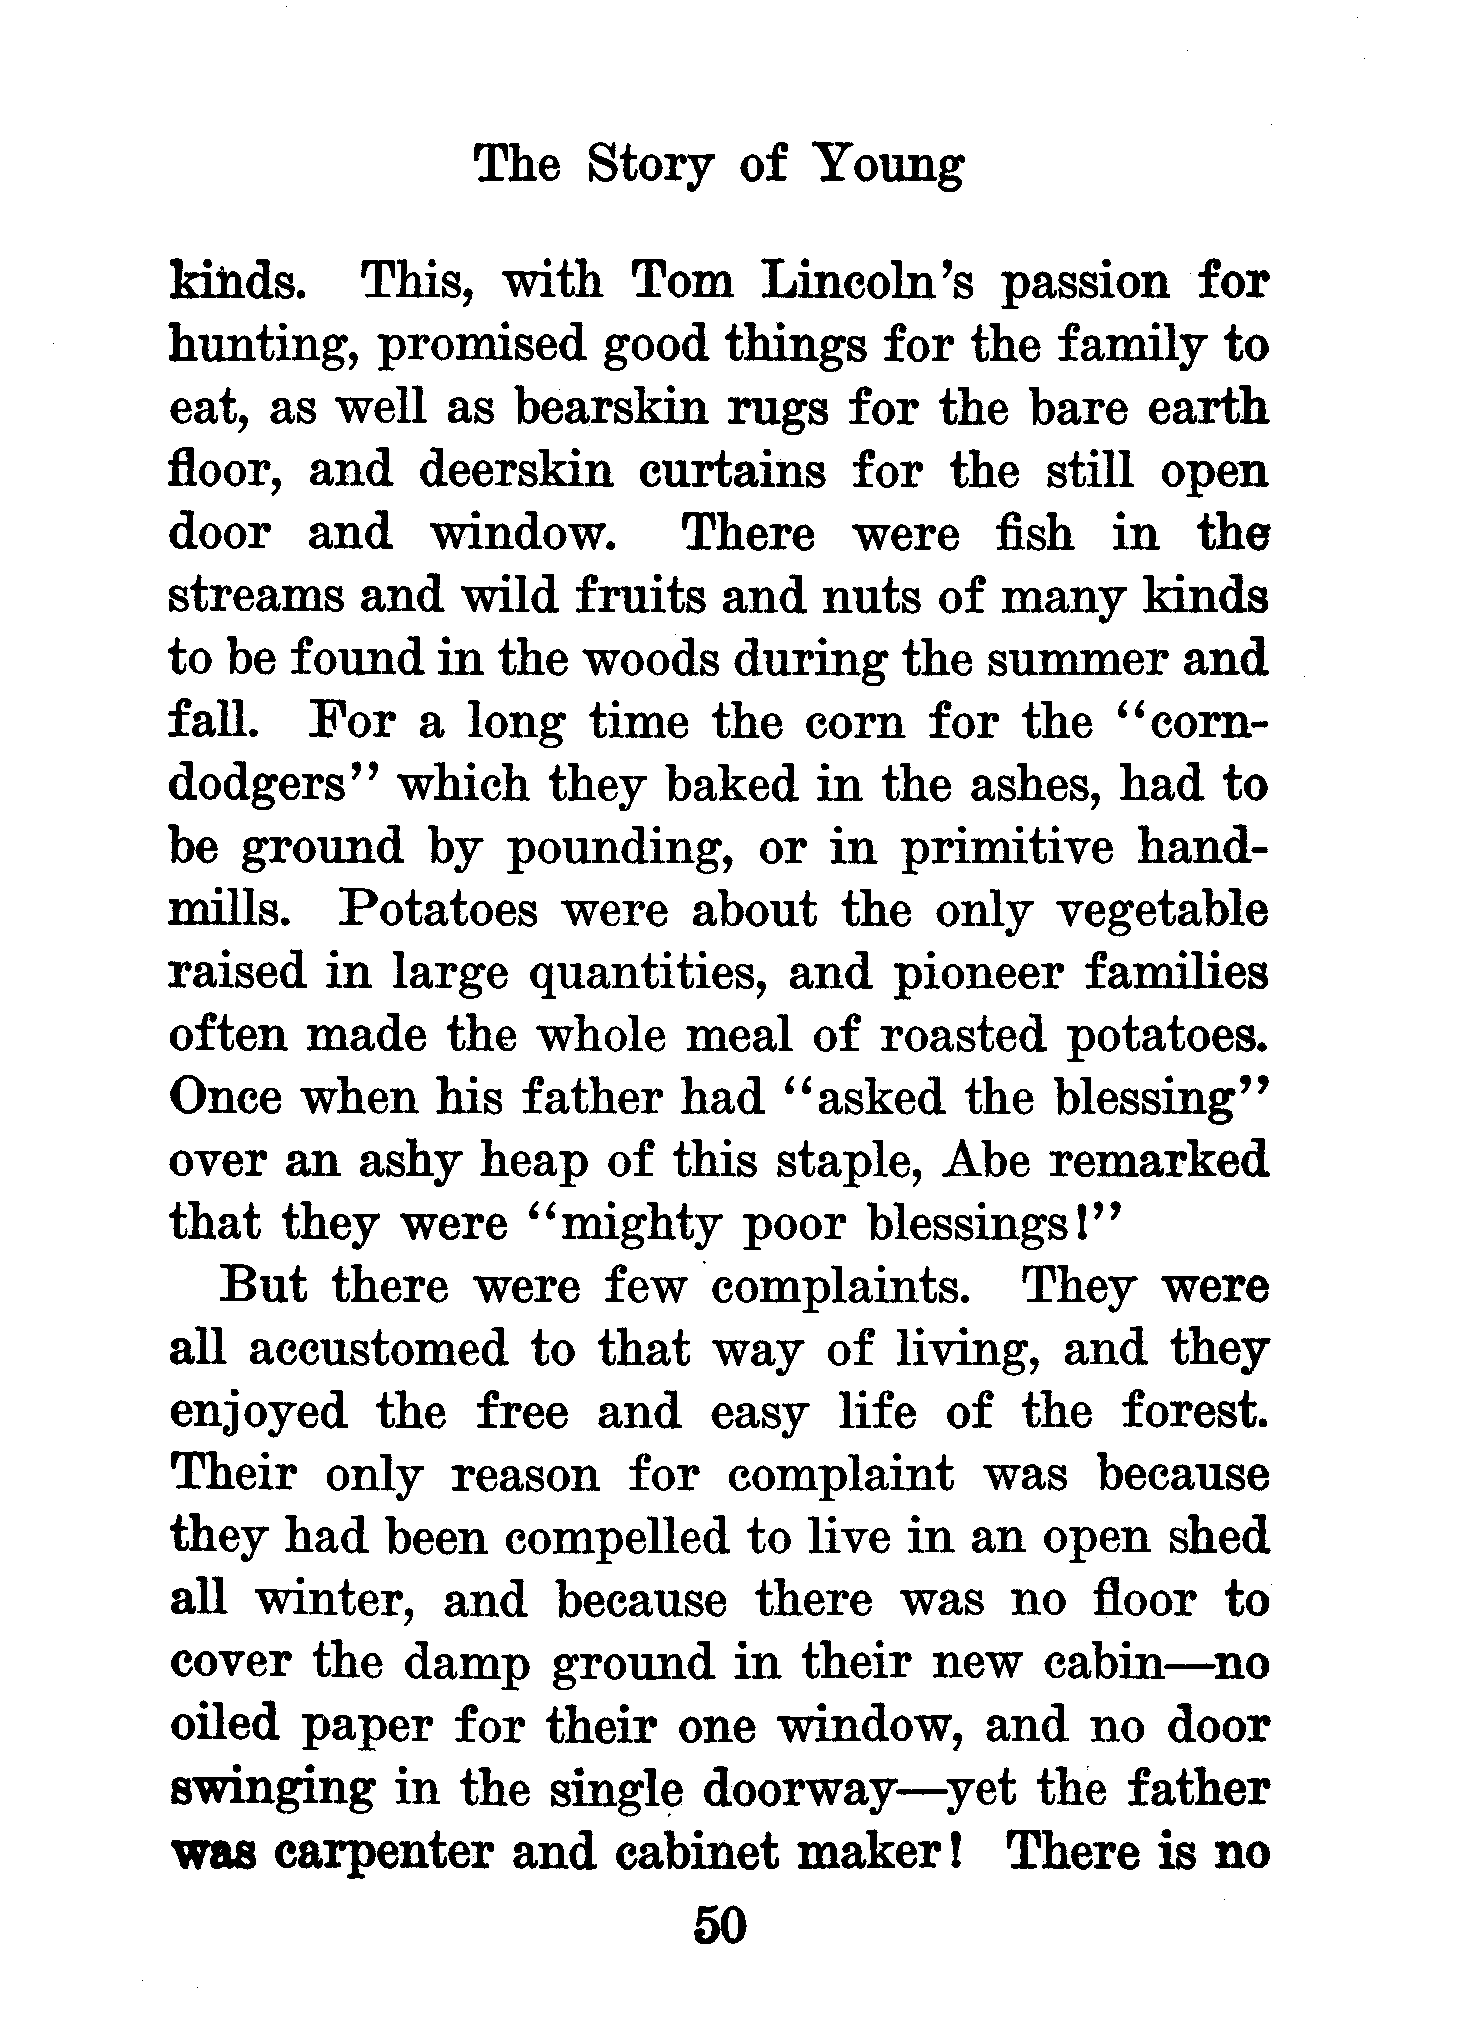 The Story of Young
kinds. This, with Tom Lincoln's passion for
hunting, promised good things for the family to
eat, as well as bearskin rugs for the bare earth
floor, and deerskin curtains for the still open
door and window. There were fish in the
streams and wild fruits and nuts of many kinds
to be found in the woods during the summer and
fall. For a long time the corn for the "corn-
dodgers" which they baked in the ashes, had to
be ground by pounding, or in primitive hand-
mills. Potatoes were about the only vegetable
raised in large quantities, and pioneer families
often made the whole meal of roasted potatoes.
Once when his father had "asked the blessing"
over an ashy heap of this staple, Abe remarked
that they were "mighty poor blessings!"
But there were few complaints. They were
all accustomed to that way of living, and they
enjoyed the free and easy life of the forest.
Their only reason for complaint was because
they had been compelled to live in an open shed
all winter, and because there was no floor to
cover the damp ground in their new cabin—no
oiled paper for their one window, and no door
swinging in the single doorway—yet the father
was carpenter and cabinet maker! There is no
50